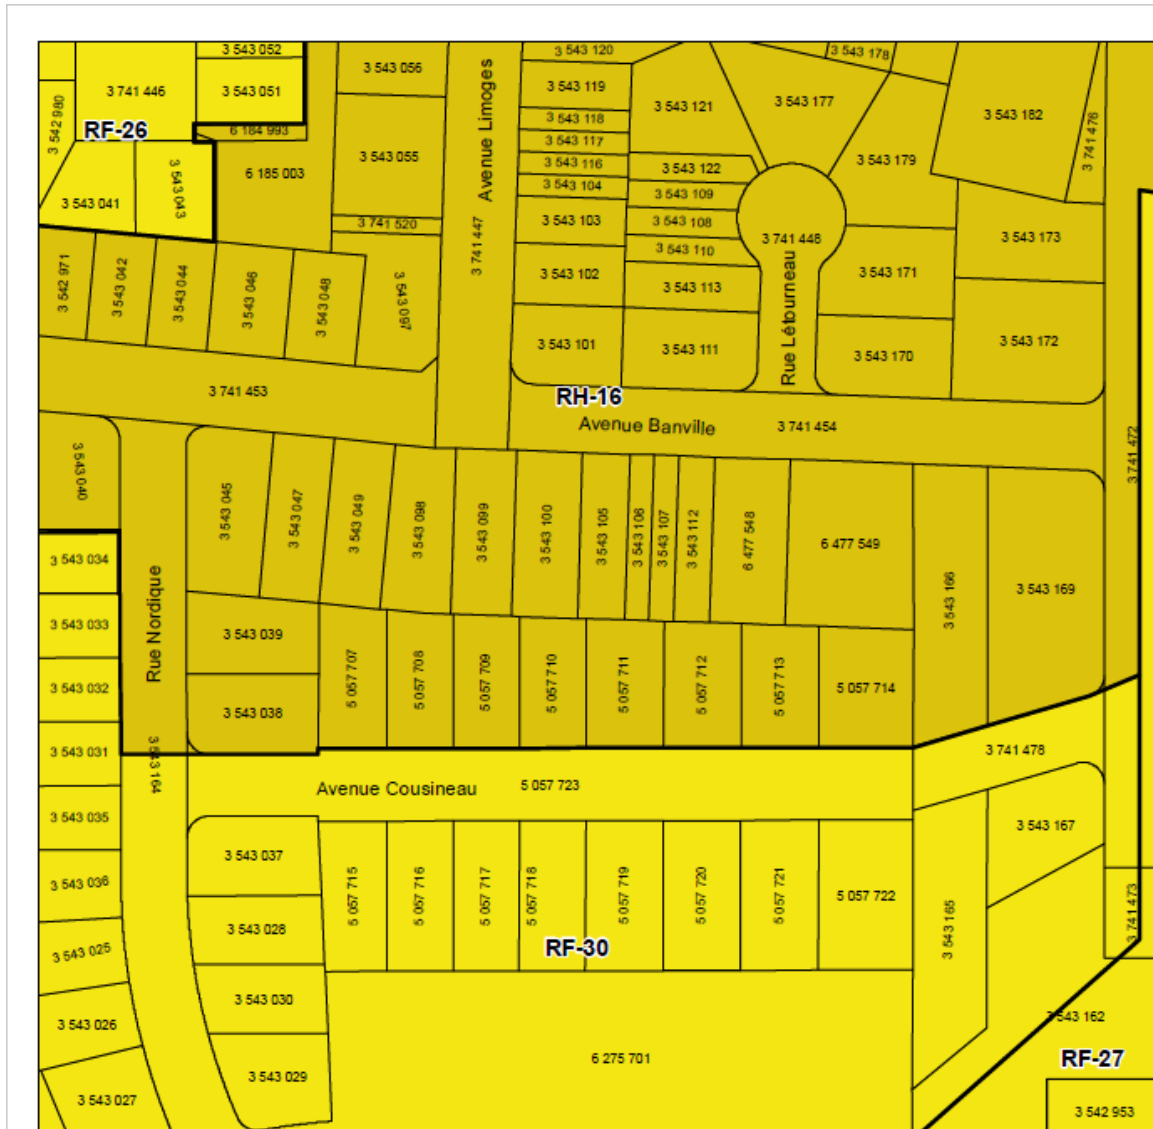 3 543 052
3 543 120
3 543 178
3 543 056
3 741 446
3 543 051
3 543 119
3 543 177
3 543 121
3 543 182
3 542 980
RF-26
6 184 993
3 543 118
3 741 476
Avenue Limoges
3 543 117
3 543 055
3 543 116
3 543 179
3 543 122
6 185 003
3 543 104
3 543 043
3 543 109
3 543 041
3 741 520
3 543 103
3 543 108
3 741 447
3 741 448
3 543 173
3 543 110
3 542 971
3 543 042
3 543 044
3 543 046
3 543 048
3 543 097
3 543 102
3 543 113
3 543 171
Rue Létourneau
3 543 101
3 543 111
3 543 170
3 543 172
3 741 453
RH-16
Avenue Banville
3 741 454
3 741 472
3 543 040
3 543 045
3 543 047
3 543 049
3 543 098
3 543 099
3 543 100
3 543 105
3 543 106
3 543 107
3 543 112
6 477 548
6 477 549
3 543 034
3 543 166
3 543 169
Rue Nordique
3 543 033
3 543 039
3 543 032
3 543 038
5 057 707
5 057 708
5 057 709
5 057 710
5 057 711
5 057 712
5 057 713
5 057 714
3 543 031
3 543 164
3 741 478
Avenue Cousineau
5 057 723
3 543 035
3 543 167
3 543 037
3 543 036
5 057 715
5 057 716
5 057 717
5 057 718
5 057 719
5 057 720
5 057 721
5 057 722
3 741 473
3 543 028
3 543 165
RF-30
3 543 025
3 543 030
3 543 162
3 543 026
6 275 701
RF-27
3 543 029
3 543 027
3 542 953